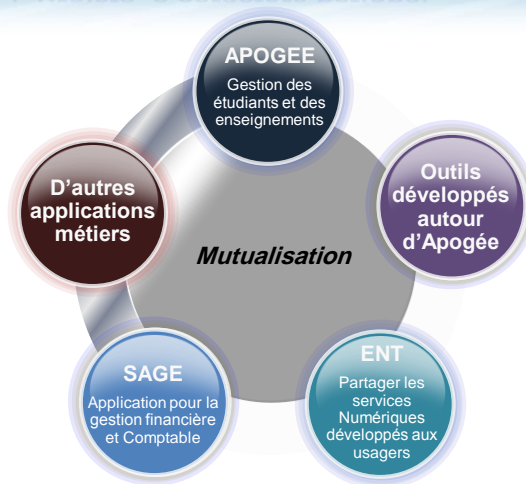 APOGEE
Gestion des
étudiants et des
enseignements
Outils
développés
autour
d'Apogée
D'autres
applications
métiers
Mutualisation
SAGE
Application pour la
gestion financière
et Comptable
ENT
Partager les
services
Numériques
développés aux
usagers